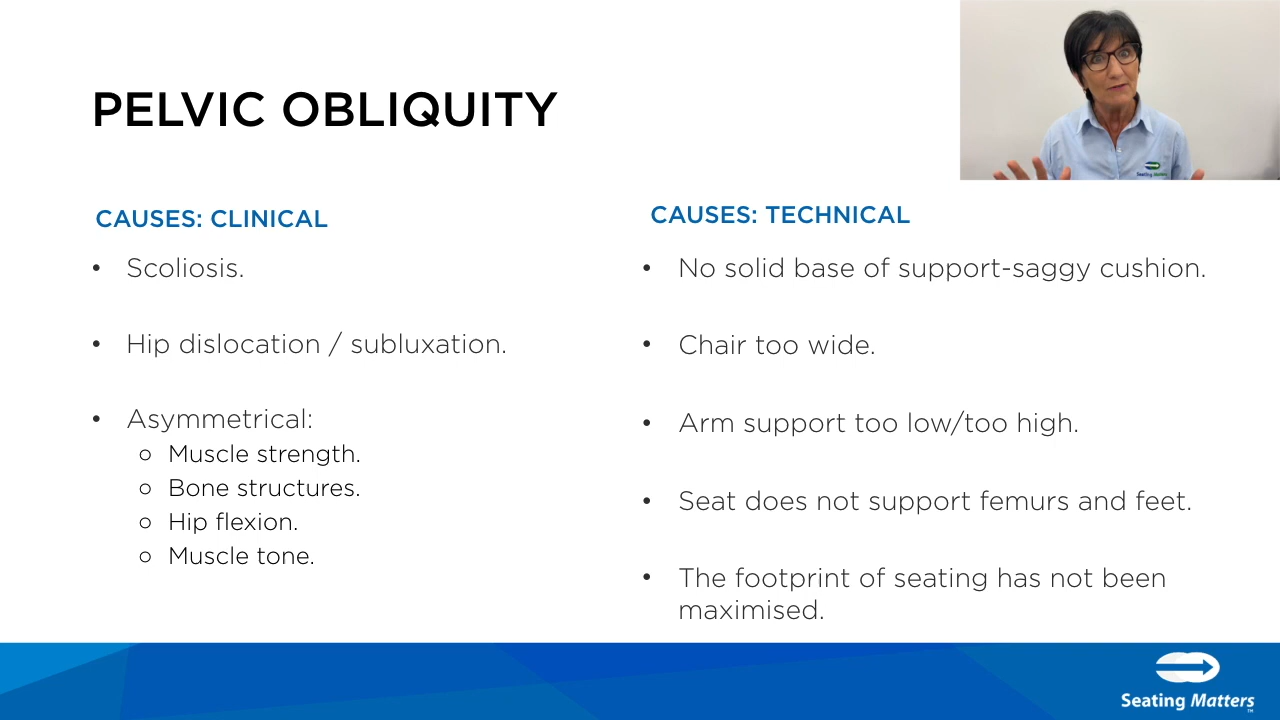 PELVIC OBLIQUITY
CAUSES: CLINICAL
• Scoliosis.
• Hip dislocation / subluxation.
• Asymmetrical:
○ Muscle strength.
○ Bone structures.
○ Hip flexion.
○ Muscle tone.
CAUSES: TECHNICAL
• No solid base of support-saggy cushion.
• Chair too wide.
• Arm support too low/too high.
• Seat does not support femurs and feet.
• The footprint of seating has not been
maximised.
Seating Matters
Seating Matters™